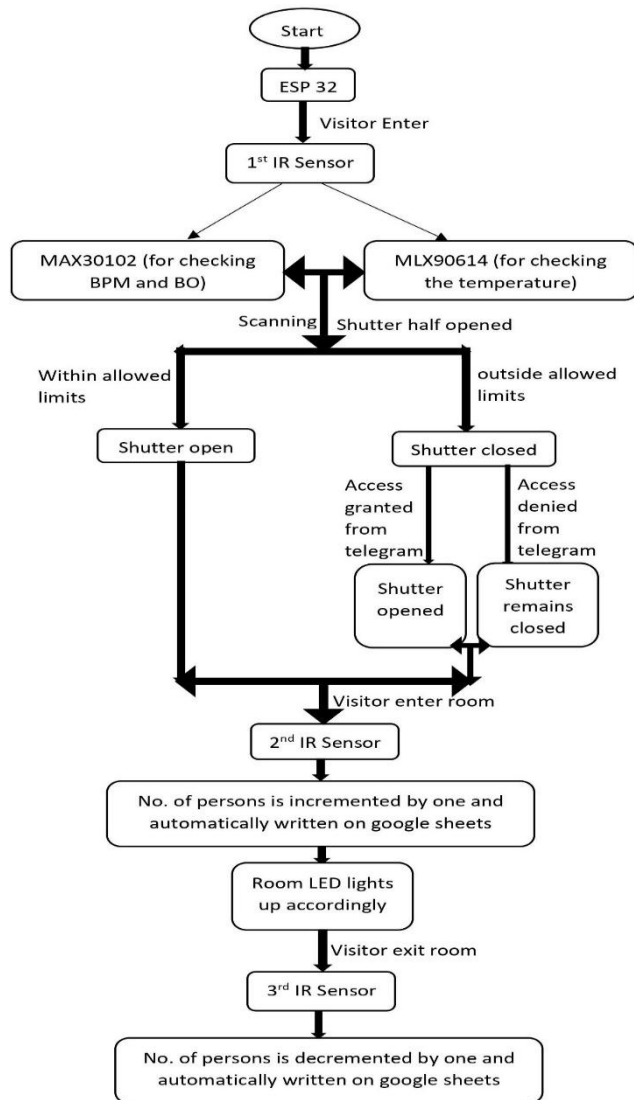 Start
ESP 32
Visitor Enter
1st IR Sensor
MAX30102 (for checking
BPM and BO)
MLX90614 (for checking
the temperature)
Scanning
Shutter half opened
Within allowed
limits
outside allowed
limits
Shutter open
Shutter closed
Access
granted
from
telegram
Access
denied
from
telegram
Shutter
opened
Shutter
remains
closed
Visitor enter room
2nd IR Sensor
No. of persons is incremented by one and
automatically written on google sheets
Room LED lights
up accordingly
Visitor exit room
3rd IR Sensor
No. of persons is decremented by one and
automatically written on google sheets